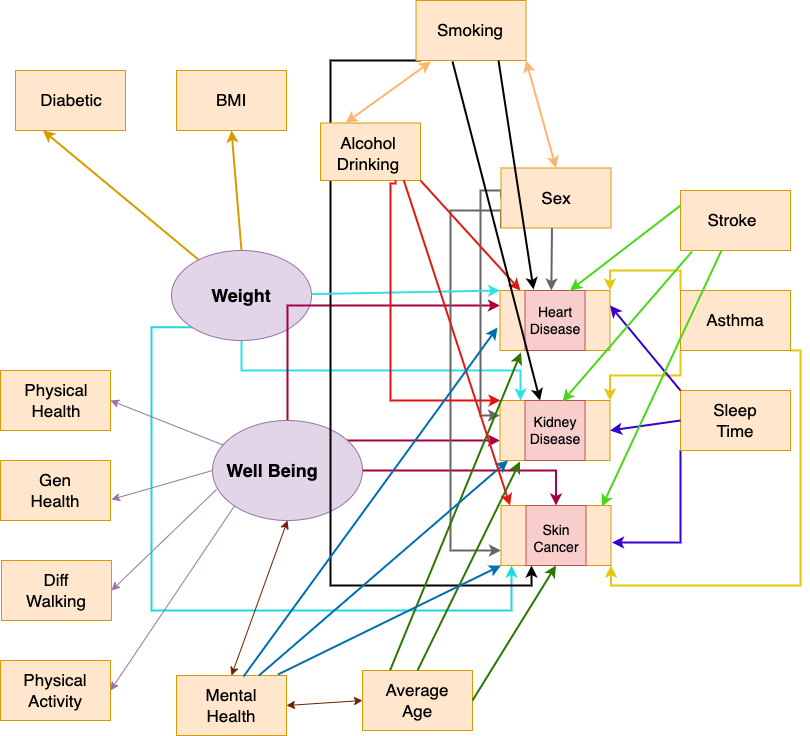 Smoking
Diabetic
BMI
Alcohol
Drinking
Sex
Stroke
Weight
Heart
Disease
Asthma
Physical
Health
Kidney
Disease
Sleep
Time
Well Being
Gen
Health
Skin
Cancer
Diff
Walking
Physical
Activity
Mental
Health
Average
Age